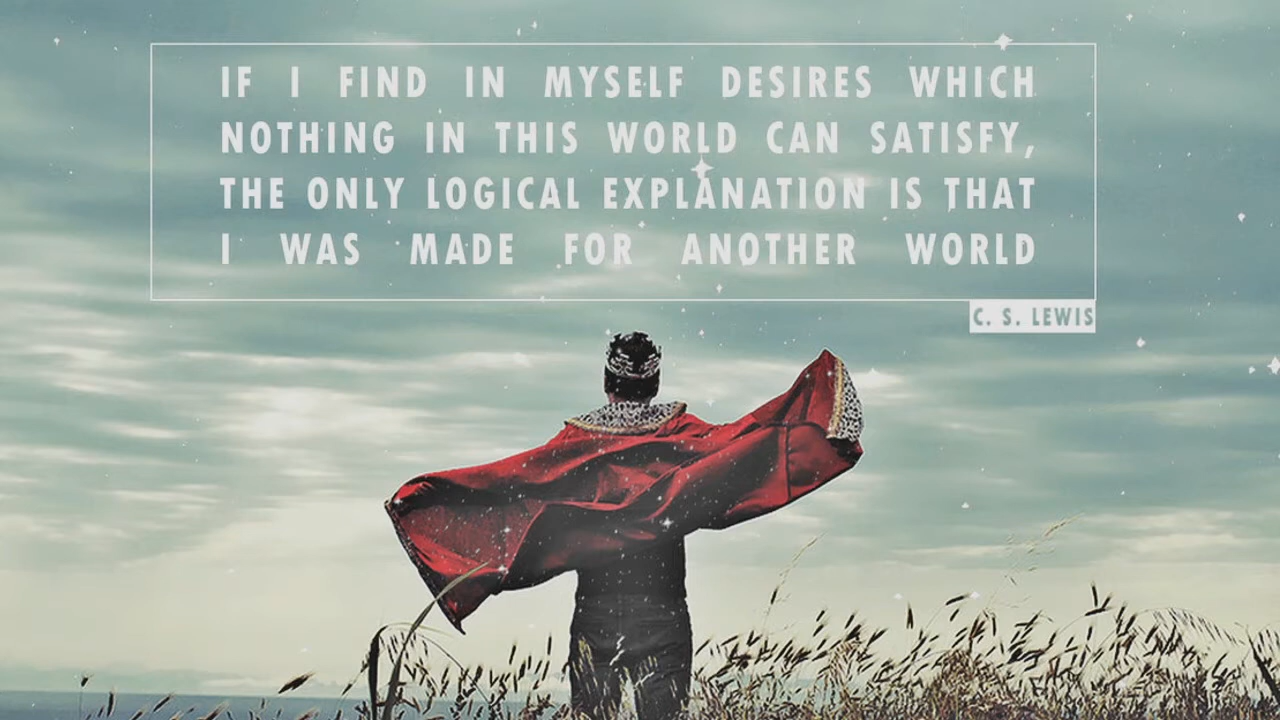 IF I FIND IN MYSELF DESIRES WHICH
NOTHING IN THIS WORLD CAN SATISFY,
THE ONLY LOGICAL EXPLANATION IS THAT
I WAS MADE FOR ANOTHER WORLD
C. S. LEWIS